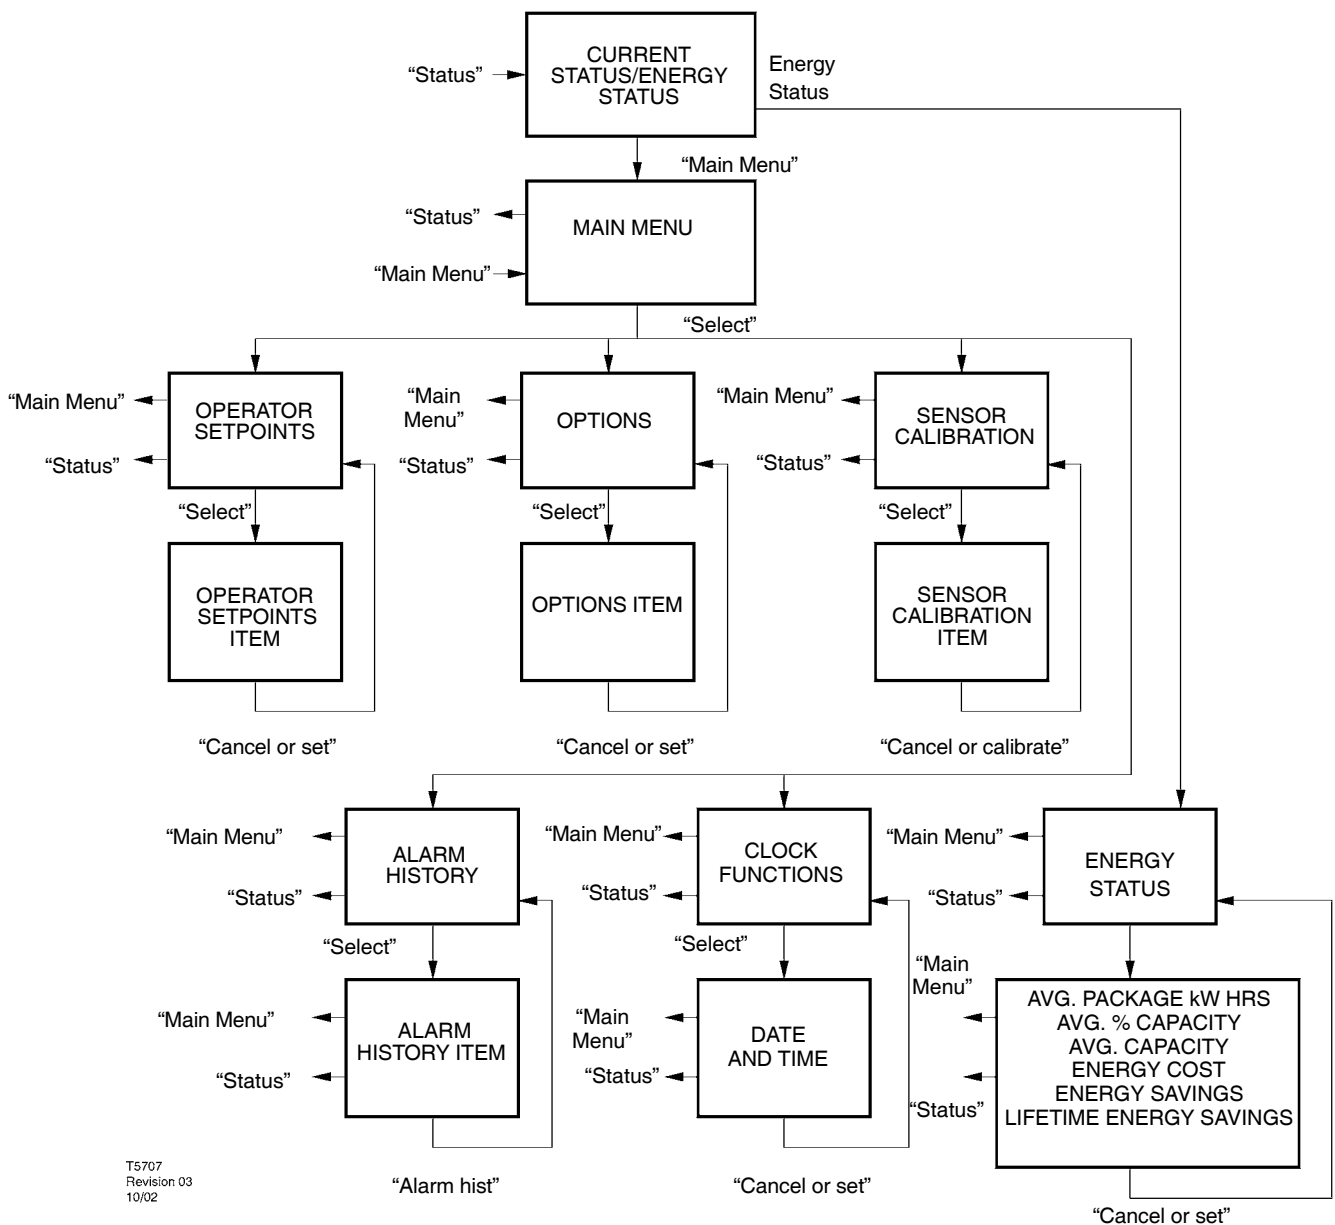 CURRENT
STATUS/ENERGY
STATUS
“Status”
Energy
Status
“Main Menu”
“Status”
MAIN MENU
“Main Menu”
“Select”
“Main Menu”
OPERATOR
SETPOINTS
“Status”
“Select”
OPERATOR
SETPOINTS
ITEM
“Cancel or set”
“Main
Menu”
OPTIONS
“Status”
“Select”
OPTIONS ITEM
“Cancel or set”
“Main Menu”
SENSOR
CALIBRATION
“Status”
“Select”
SENSOR
CALIBRATION
ITEM
“Cancel or calibrate”
“Main Menu”
ALARM
HISTORY
“Status”
“Select”
“Main Menu”
ALARM
HISTORY ITEM
“Status”
“Alarm hist”
“Main Menu”
CLOCK
FUNCTIONS
“Status”
“Select”
“Main
Menu”
DATE
AND TIME
“Status”
“Cancel or set”
“Main Menu”
ENERGY
STATUS
“Status”
“Main
Menu”
AVG. PACKAGE kW HRS
AVG. % CAPACITY
AVG. CAPACITY
ENERGY COST
ENERGY SAVINGS
LIFETIME ENERGY SAVINGS
“Status”
“Cancel or set”
T5707
Revision 03
10/02